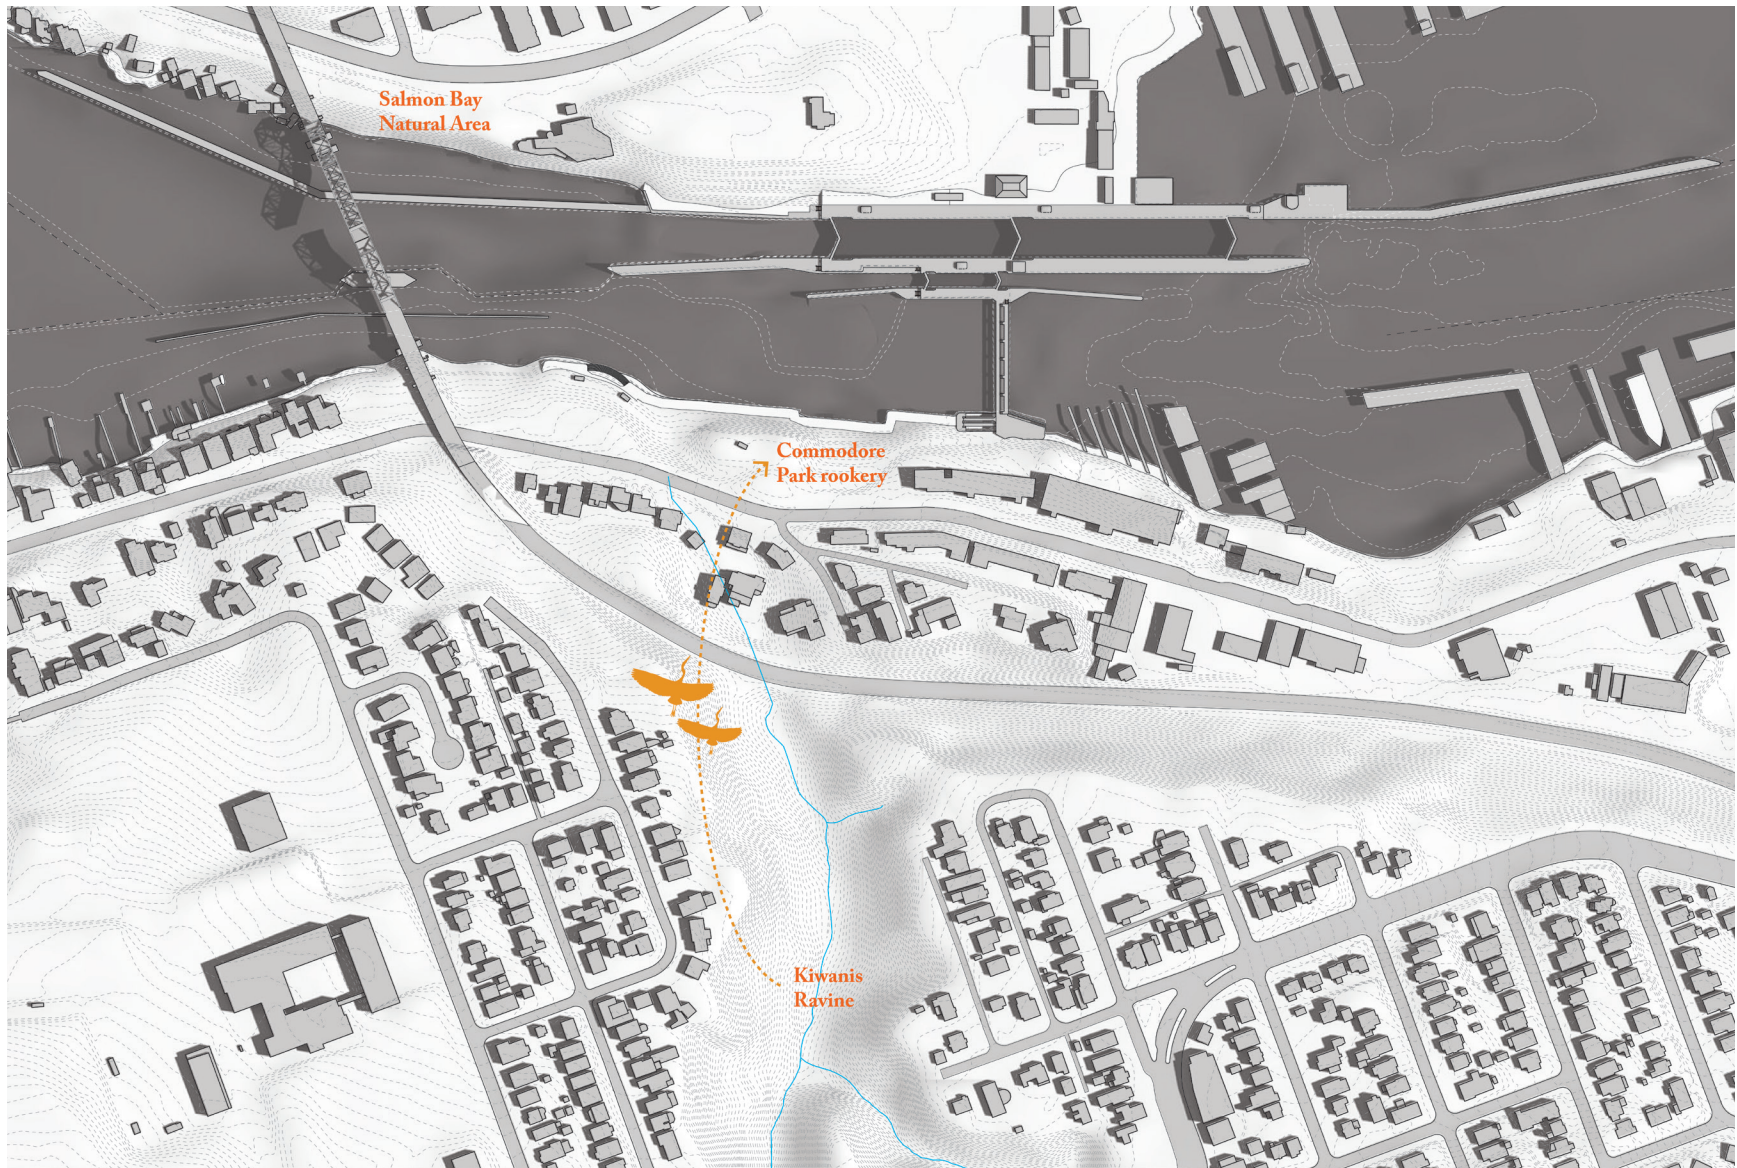 Salmon Bay
Natural Area
Commodore
Park rookery
Kiwanis
Ravine